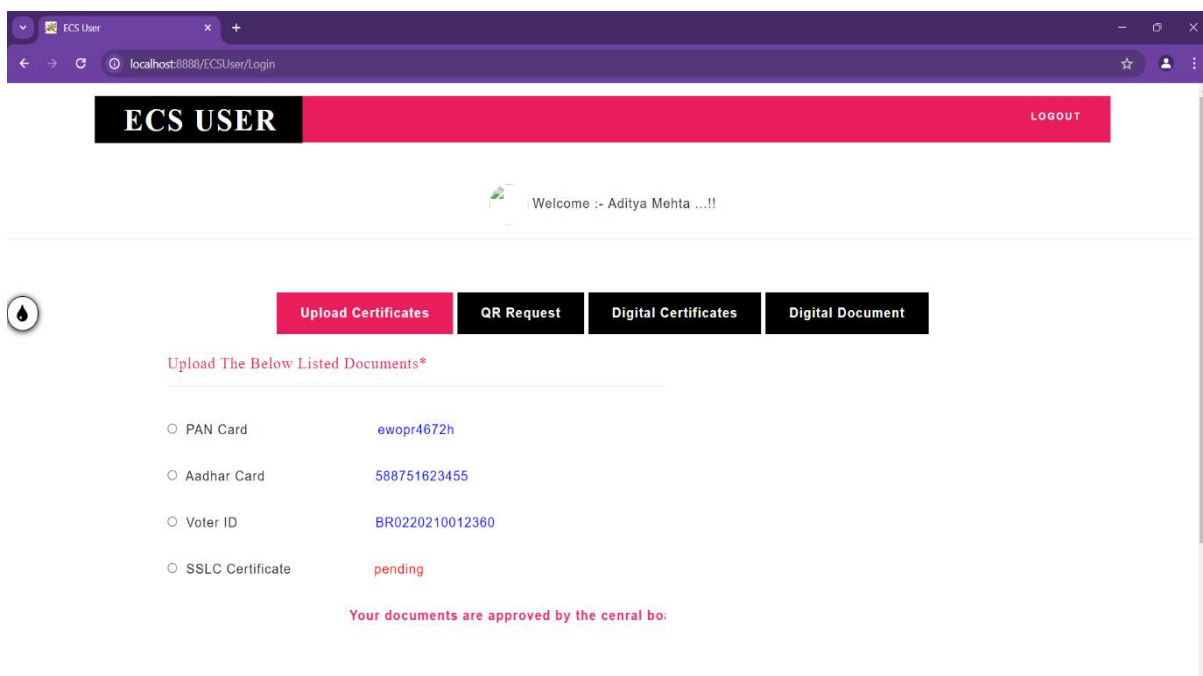 ECS User
localhost:8888/ECSUser/Login
ECS USER
LOGOUT
Welcome :- Aditya Mehta ...!!
Upload Certificates QR Request Digital Certificates Digital Document
Upload The Below Listed Documents*
PAN Card ewopr4672h
Aadhar Card 588751623455
Voter ID BR0220210012360
SSLC Certificate pending
Your documents are approved by the cenral